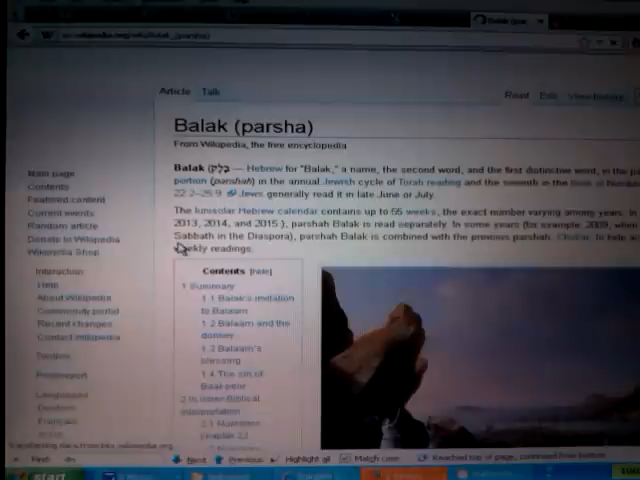 Balak (par
Article Talk
Read Edit View history
Balak (parsha)
From Wikipedia, the free encyclopedia
Balak (בָּלָק — Hebrew for "Balak," a name, the second word, and the first distinctive word, in the
portion (parshah) in the annual Jewish cycle of Torah reading and the seventh in the book of
22:2–25:9 Jews generally read it in late June or July.
The lunisolar Hebrew calendar contains up to 55 weeks, the exact number varying among years.
2013, 2014, and 2015 ), parshah Balak is read separately. In some years (for example, 2009, when
Sabbath in the Diaspora), parshah Balak is combined with the previous parshah, Chukat, to help
weekly readings.
Main page
Contents
Featured content
Current events
Random article
Donate to Wikipedia
Wikimedia Shop
Interaction
Help
About Wikipedia
Community portal
Recent changes
Contact Wikipedia
Toolbox
Languages
Deutsch
Français
Contents [hide]
1 Summary
1.1 Balak's invitation
to Balaam
1.2 Balaam and the
donkey
1.3 Balaam's
blessing
1.4 The sin of
Baal-peor
2 In inner-Biblical
interpretation
2.1 Numbers
chapter 22
Transferring data from en.wikipedia.org
Find: Next Previous Highlight all Match case Reached top of page, continued from bottom
start